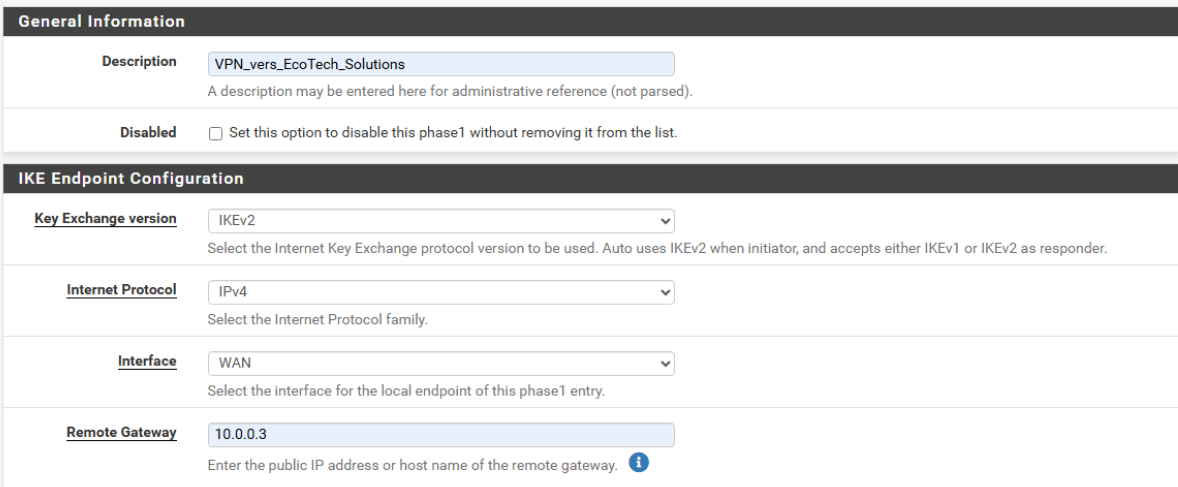 General Information
Description
VPN_vers_EcoTech_Solutions
A description may be entered here for administrative reference (not parsed).
Disabled
Set this option to disable this phase1 without removing it from the list.
IKE Endpoint Configuration
Key Exchange version
IKEv2
Select the Internet Key Exchange protocol version to be used. Auto uses IKEv2 when initiator, and accepts either IKEv1 or IKEv2 as responder.
Internet Protocol
IPv4
Select the Internet Protocol family.
Interface
WAN
Select the interface for the local endpoint of this phase1 entry.
Remote Gateway
10.0.0.3
Enter the public IP address or host name of the remote gateway.